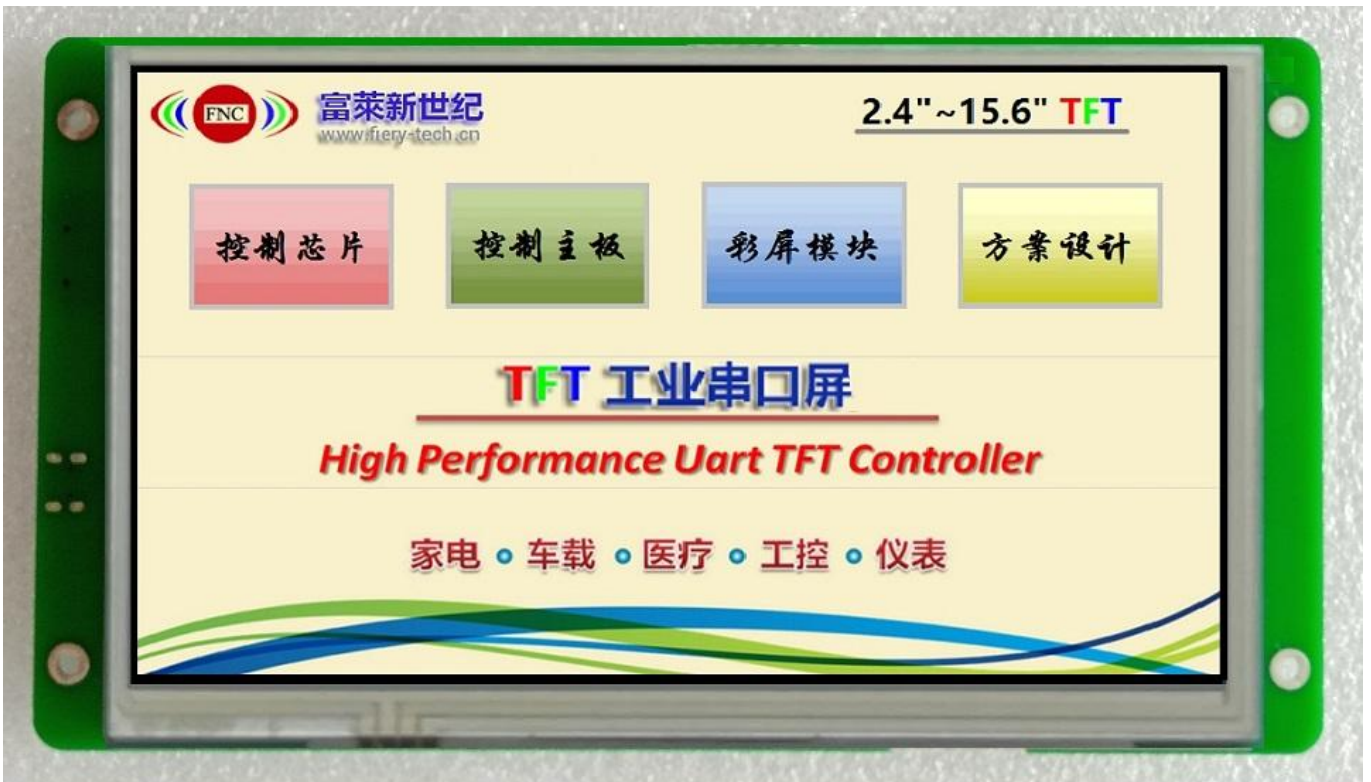 FNC
富莱新世纪
www.fiery-tech.cn
2.4"~15.6" TFT
控制芯片
控制主板
彩屏模块
方案设计
TFT 工业串口屏
High Performance Uart TFT Controller
家电 • 车载 • 医疗 • 工控 • 仪表